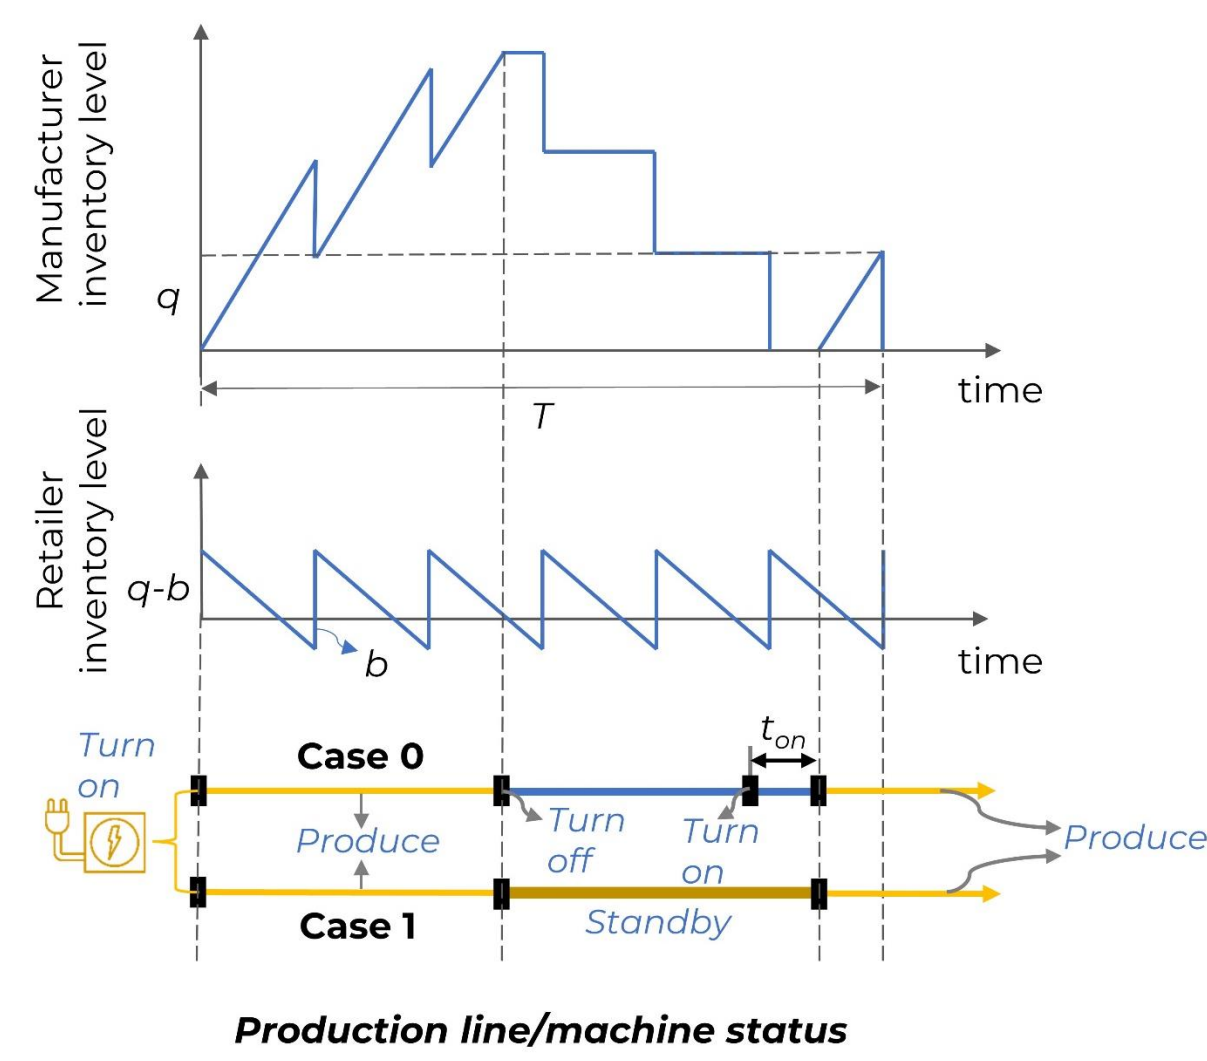 Manufacturer
inventory level
q
time
T
Retailer
inventory level
q-b
b
time
Turn
on
Case 0
t_on
Produce
Turn
off
Turn
on
Produce
Case 1
Standby
Production line/machine status